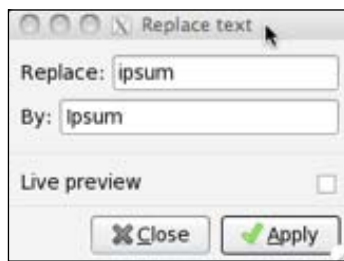 Replace text
Replace: ipsum
By: Ipsum
Live preview
Close Apply